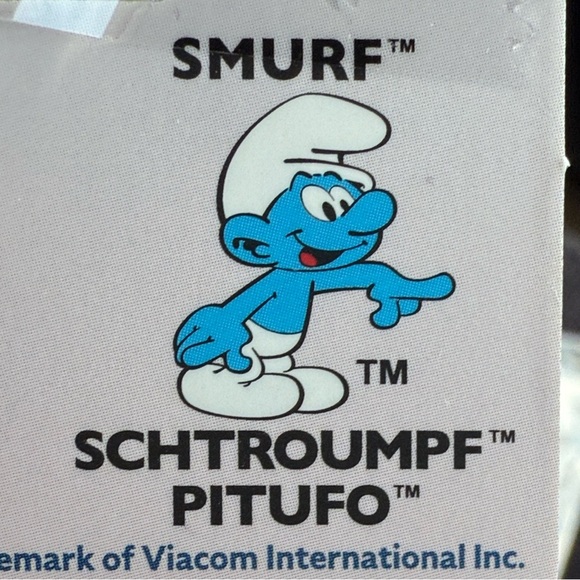 SMURF™
TM
SCHTROUMPF™
PITUFO™
emark of Viacom International Inc.